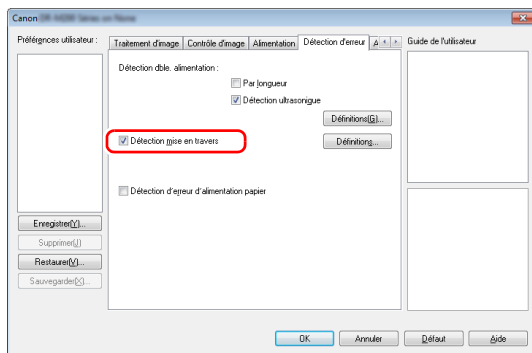 Canon
Préférences utilisateur :
Traitement d'image
Contrôle d'image
Alimentation
Détection d'erreur
A
Guide de l'utilisateur
Détection dble. alimentation :
Par longueur
Détection ultrasonigue
Définitions(G)...
Détection mise en travers
Définitions...
Détection d'erreur d'alimentation papier
Enregistrer(Y)...
Supprimer(J)
Restaurer(V)...
Sauvegarder(X)...
OK
Annuler
Défaut
Aide